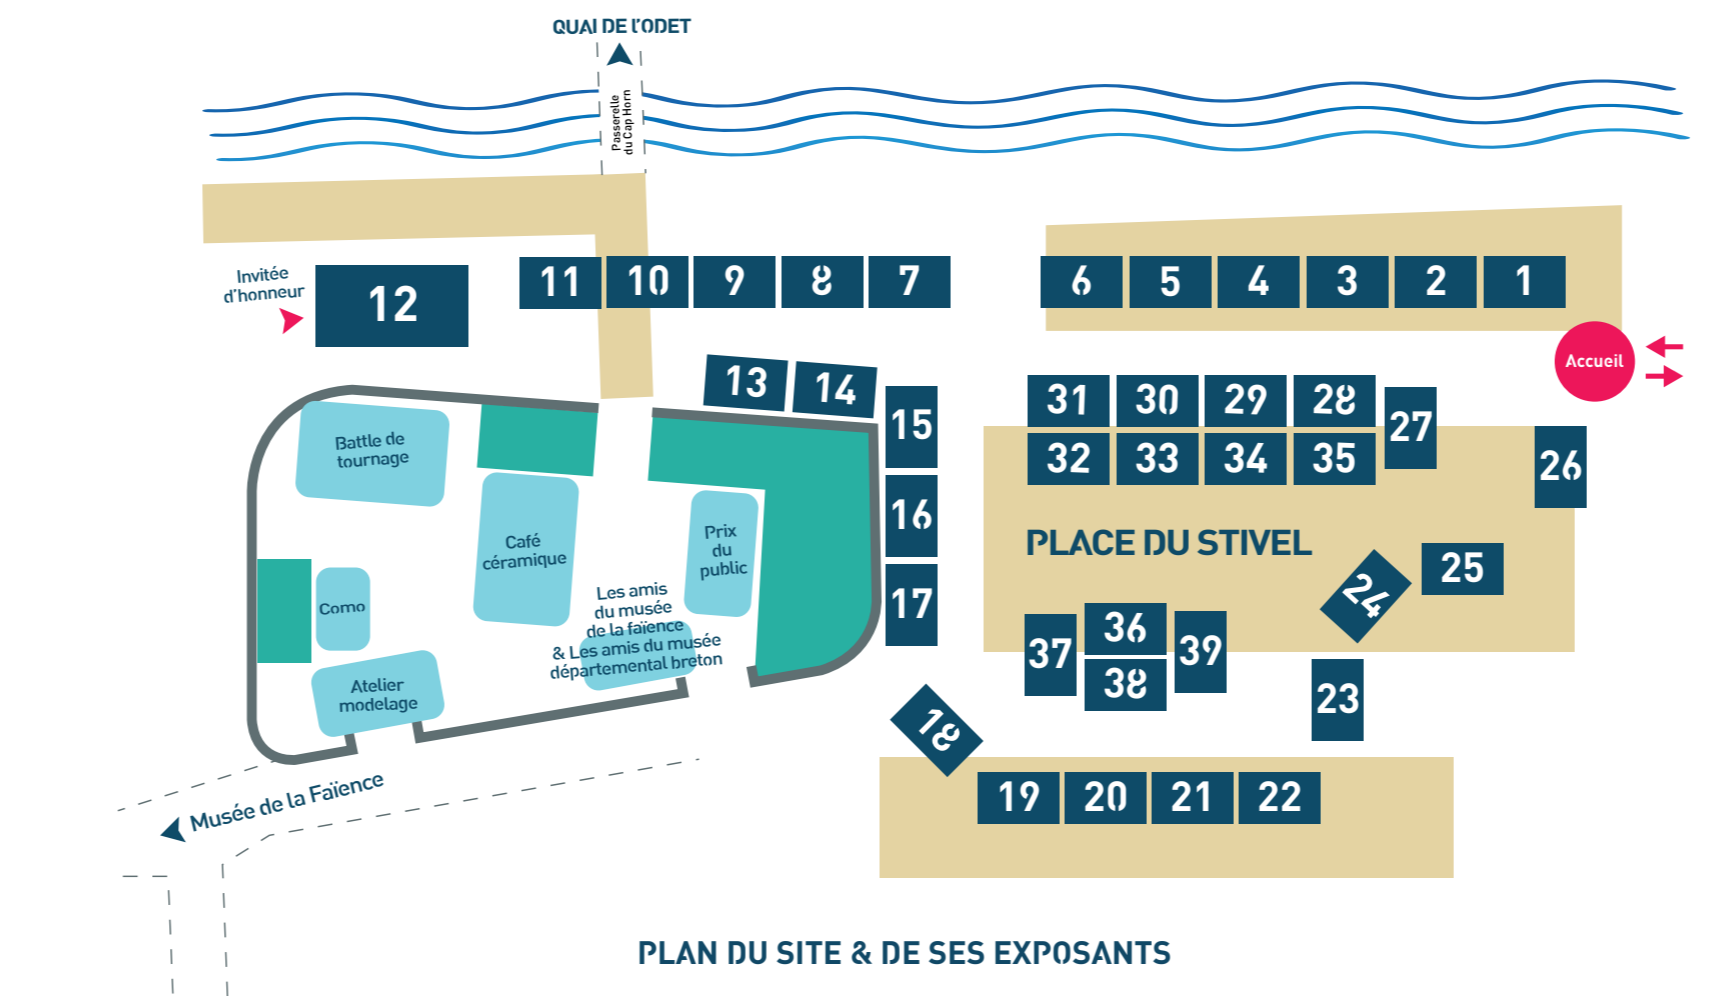 QUAI DE L'ODET
Passerelle
du Cap Horn
Invitée
d'honneur
12
11
10
9
8
7
6
5
4
3
2
1
Accueil
13
14
15
16
17
31
30
29
28
27
32
33
34
35
26
PLACE DU STIVEL
24
25
37
36
39
38
23
18
19
20
21
22
Battle de
tournage
Café
céramique
Prix
du
public
Como
Les amis
du musée
de la faïence
& Les amis du musée
départemental breton
Atelier
modelage
Musée de la Faïence
PLAN DU SITE & DE SES EXPOSANTS